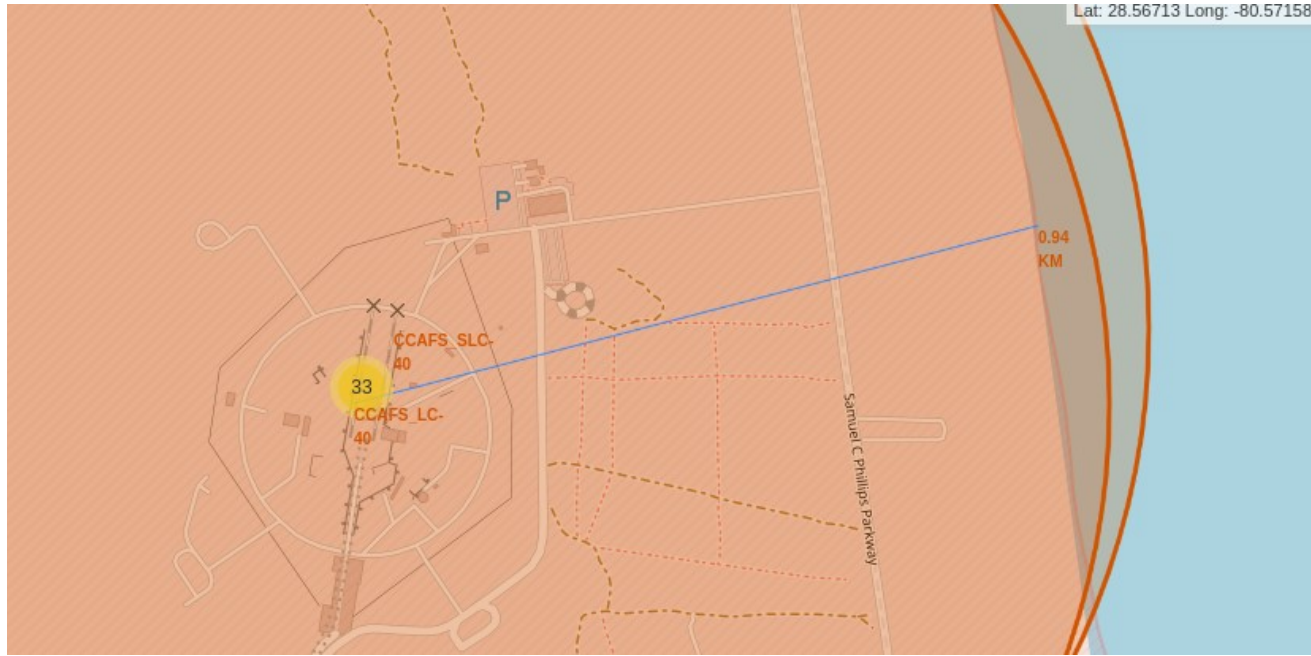 Lat: 28.56713 Long: -80.57158
P
0.94
KM
CCAFS_SLC-
40
33
CCAFS_LC-
40
Samuel C Phillips Parkway